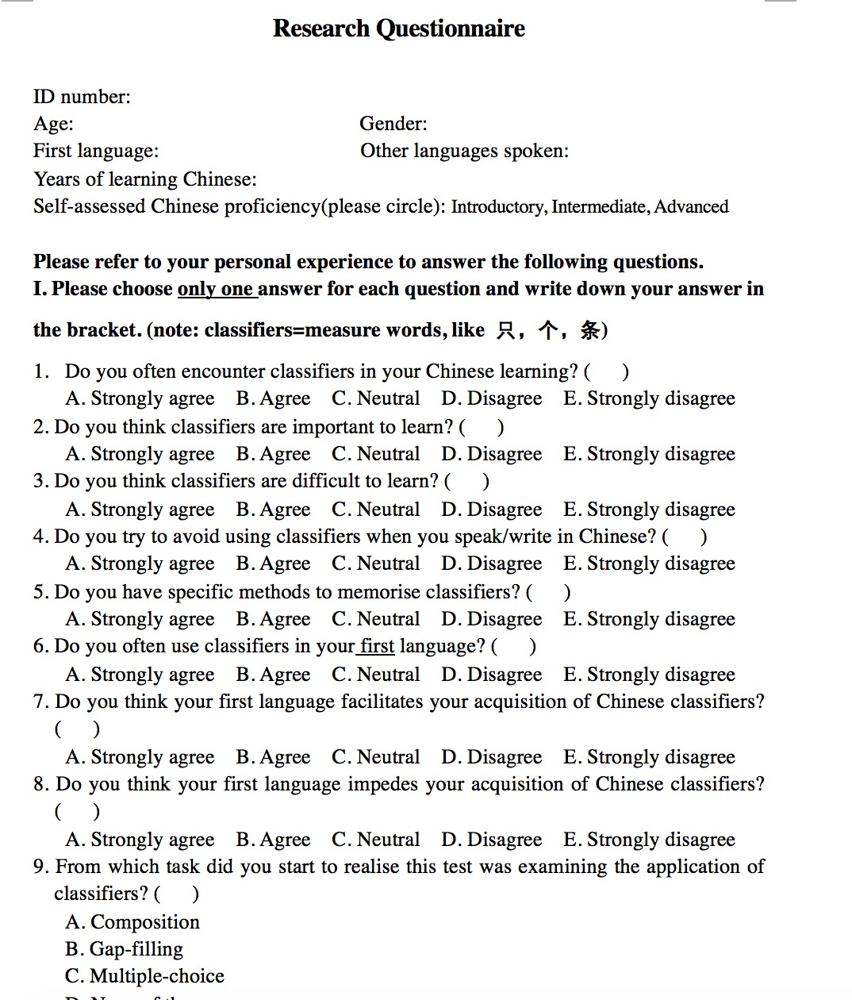 Research Questionnaire
ID number:
Age: Gender:
First language: Other languages spoken:
Years of learning Chinese:
Self-assessed Chinese proficiency(please circle): Introductory, Intermediate, Advanced
Please refer to your personal experience to answer the following questions.
I. Please choose only one answer for each question and write down your answer in
the bracket. (note: classifiers=measure words, like 只，个，条)
1. Do you often encounter classifiers in your Chinese learning? ( )
A. Strongly agree B. Agree C. Neutral D. Disagree E. Strongly disagree
2. Do you think classifiers are important to learn? ( )
A. Strongly agree B. Agree C. Neutral D. Disagree E. Strongly disagree
3. Do you think classifiers are difficult to learn? ( )
A. Strongly agree B. Agree C. Neutral D. Disagree E. Strongly disagree
4. Do you try to avoid using classifiers when you speak/write in Chinese? ( )
A. Strongly agree B. Agree C. Neutral D. Disagree E. Strongly disagree
5. Do you have specific methods to memorise classifiers? ( )
A. Strongly agree B. Agree C. Neutral D. Disagree E. Strongly disagree
6. Do you often use classifiers in your first language? ( )
A. Strongly agree B. Agree C. Neutral D. Disagree E. Strongly disagree
7. Do you think your first language facilitates your acquisition of Chinese classifiers?
( )
A. Strongly agree B. Agree C. Neutral D. Disagree E. Strongly disagree
8. Do you think your first language impedes your acquisition of Chinese classifiers?
( )
A. Strongly agree B. Agree C. Neutral D. Disagree E. Strongly disagree
9. From which task did you start to realise this test was examining the application of
classifiers? ( )
A. Composition
B. Gap-filling
C. Multiple-choice